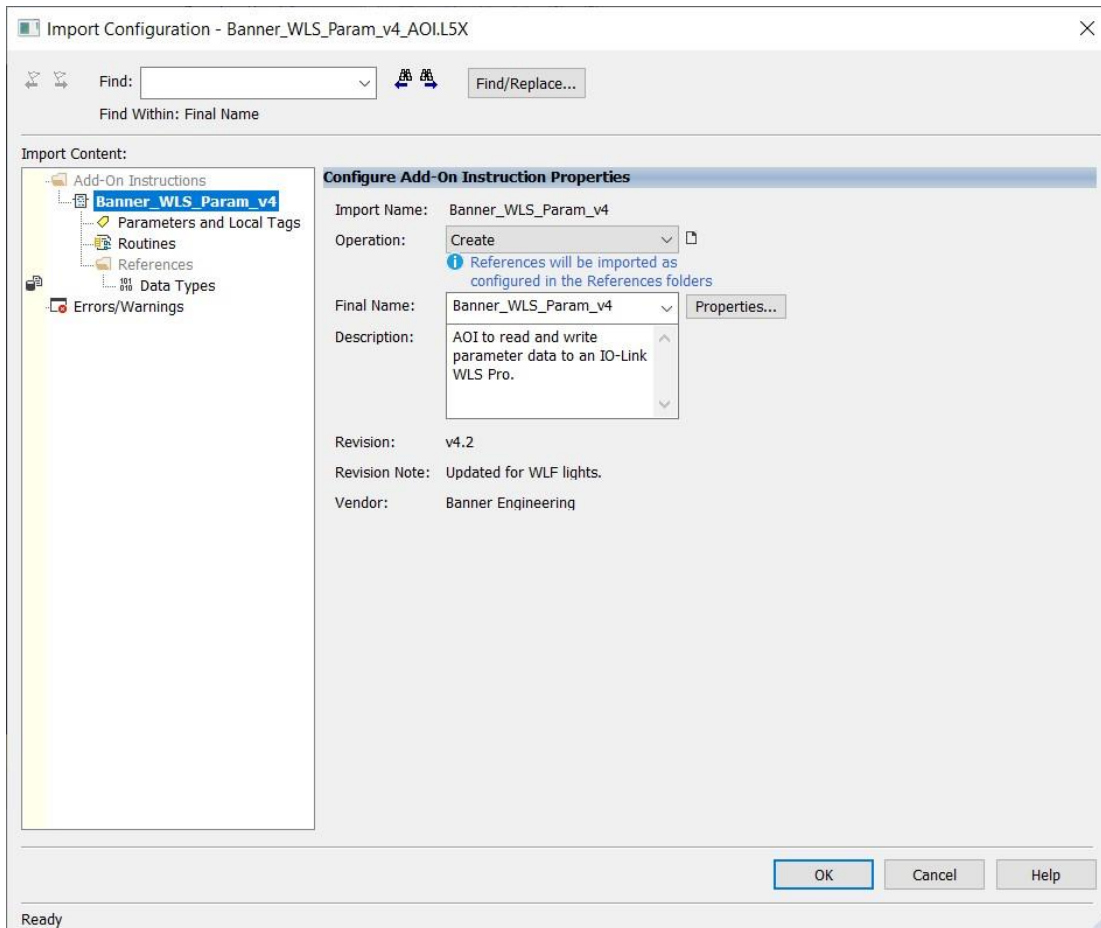 Import Configuration - Banner_WLS_Param_v4_AOI.L5X
Find:
Find/Replace...
Find Within: Final Name
Import Content:
Add-On Instructions
Banner_WLS_Param_v4
Parameters and Local Tags
Routines
References
Data Types
Errors/Warnings
Configure Add-On Instruction Properties
Import Name: Banner_WLS_Param_v4
Operation: Create
References will be imported as
configured in the References folders
Final Name: Banner_WLS_Param_v4 Properties...
Description: AOI to read and write
parameter data to an IO-Link
WLS Pro.
Revision: v4.2
Revision Note: Updated for WLF lights.
Vendor: Banner Engineering
OK Cancel Help
Ready